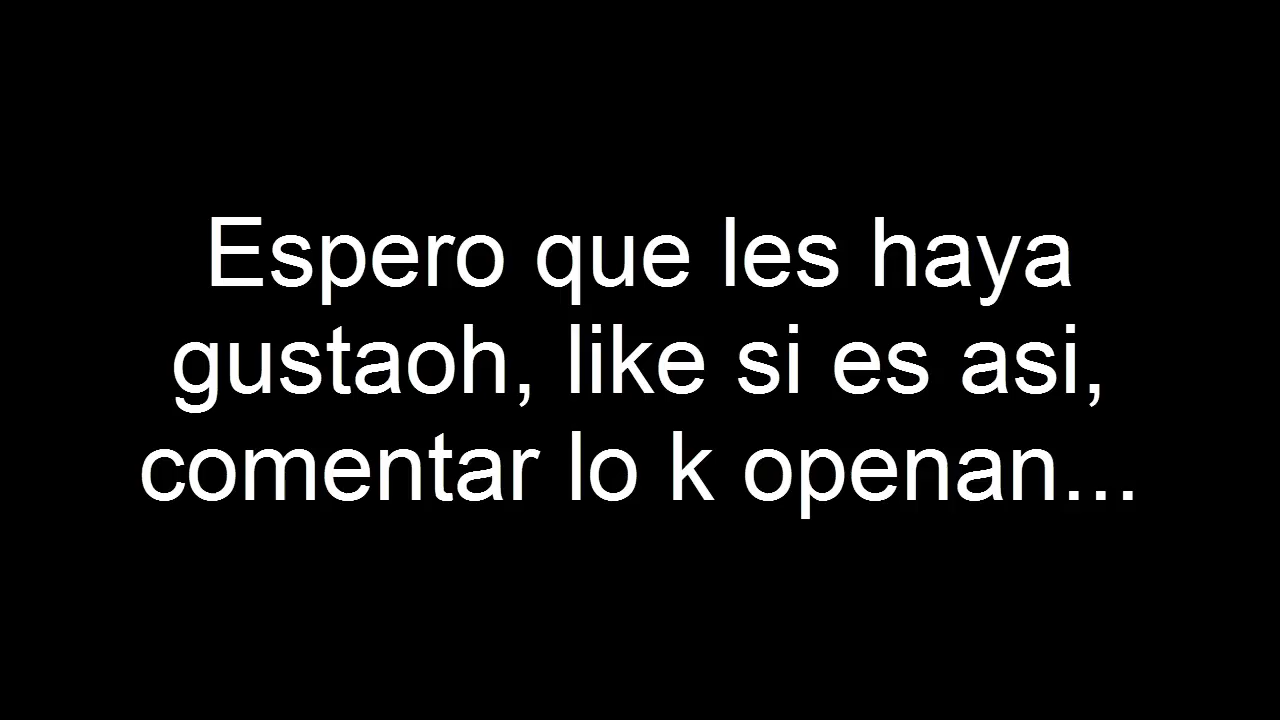 Espero que les haya
gustaoh, like si es asi,
comentar lo k openan...